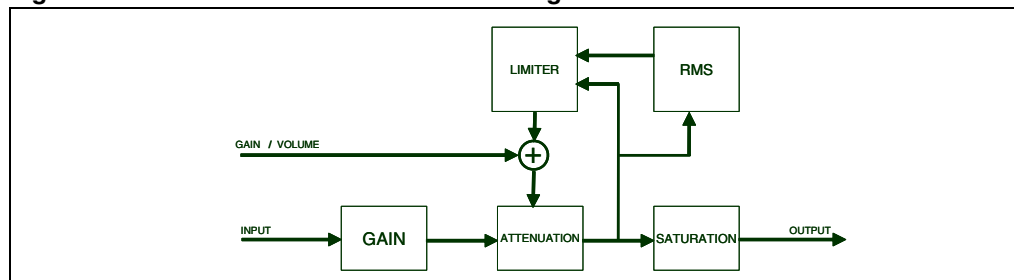 LIMITER
RMS
GAIN / VOLUME
+
INPUT
GAIN
ATTENUATION
SATURATION
OUTPUT